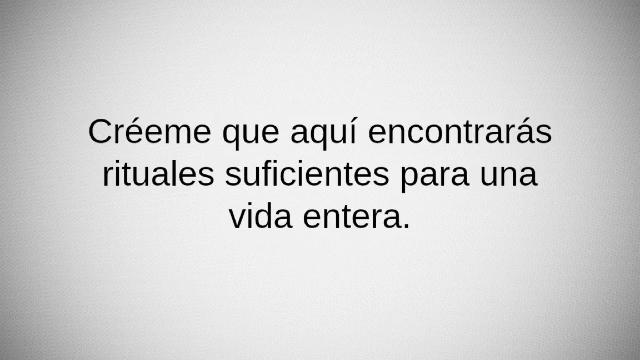 Créeme que aquí encontrarás
rituales suficientes para una
vida entera.